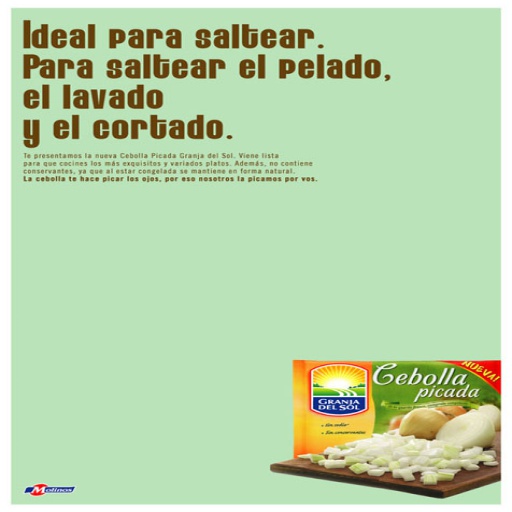 Ideal para saltear.
Para saltear el pelado,
el lavado
y el cortado.
Te presentamos la nueva Cebolla Picada Granja del Sol. Viene lista
para que cocines los más exquisitos y variados platos. Además, no contiene
conservantes, ya que al estar congelada se mantiene en forma natural.
La cebolla te hace picar los ojos, por eso nosotros la picamos por vos.
NUEVA!
Cebolla
picada
GRANJA
DEL SOL
Molinos